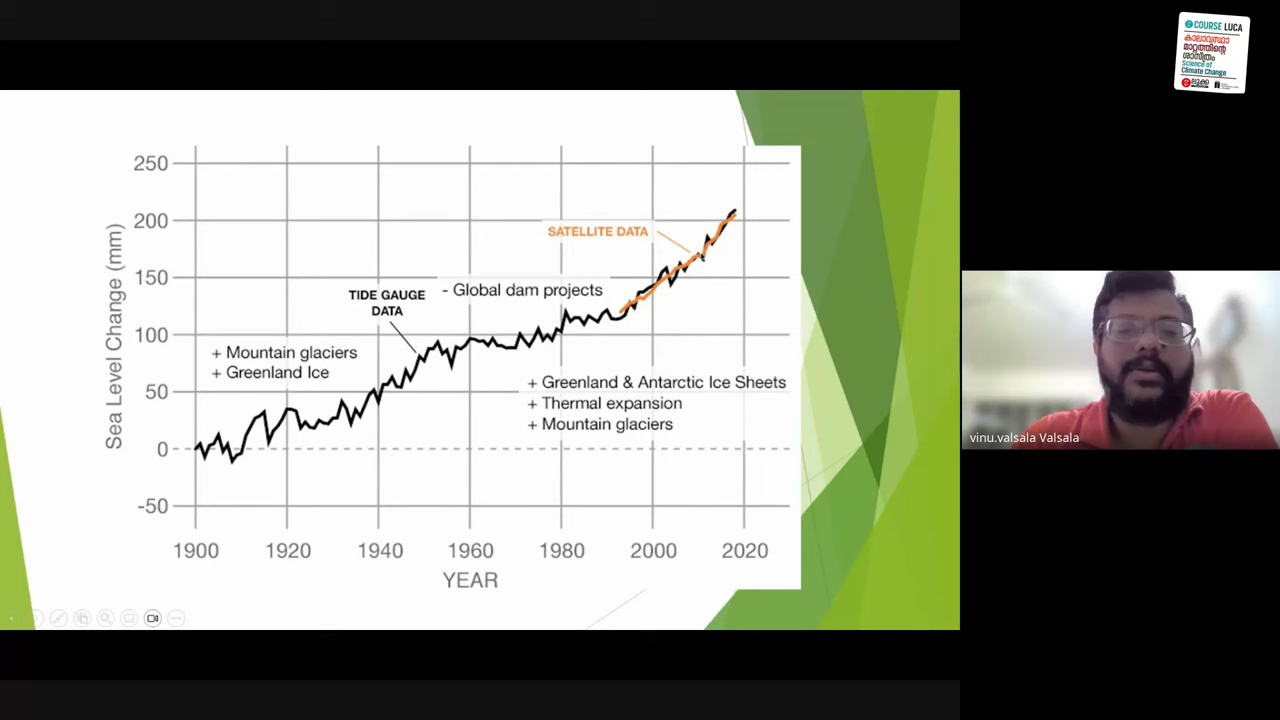 250
200
150
100
50
0
-50
Sea Level Change (mm)
1900
1920
1940
1960
1980
2000
2020
YEAR
SATELLITE DATA
TIDE GAUGE
DATA
- Global dam projects
+ Mountain glaciers
+ Greenland Ice
+ Greenland & Antarctic Ice Sheets
+ Thermal expansion
+ Mountain glaciers
COURSE LUCA
കാലാവസ്ഥാ
മാറ്റത്തിന്റെ
ശാസ്ത്രം
Science of
Climate Change
ലൂക്ക
vinu.valsala Valsala